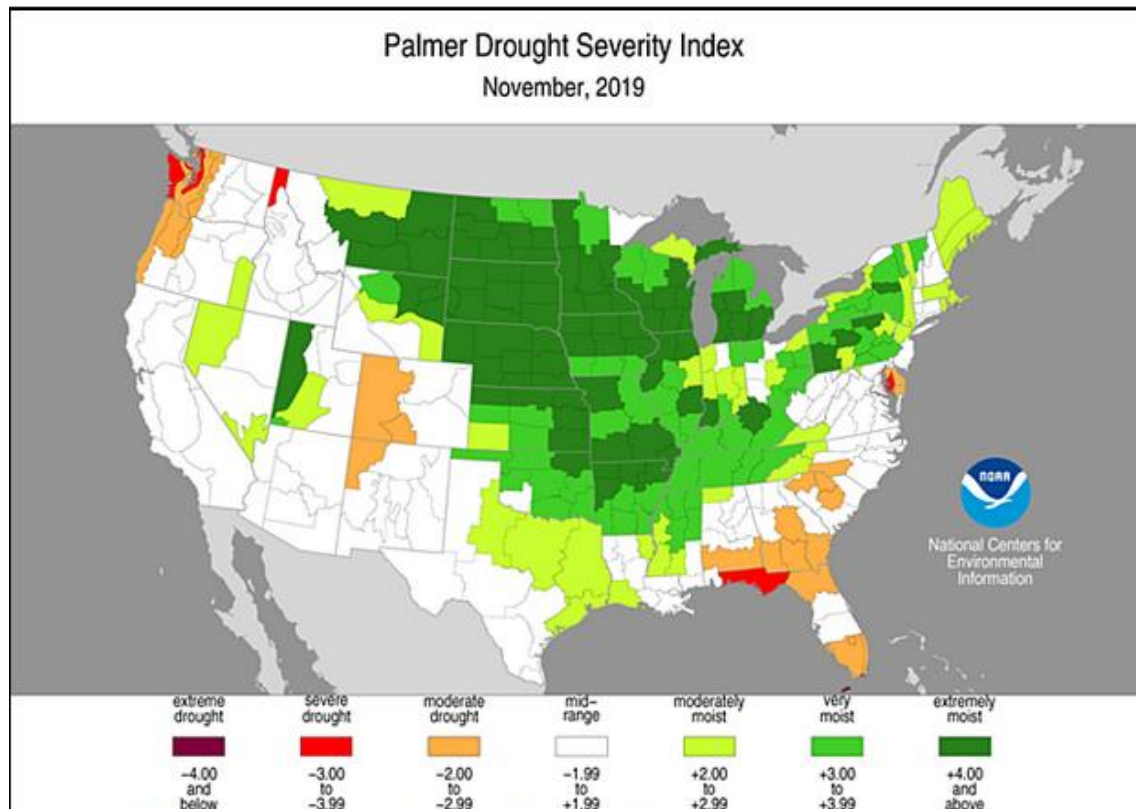 Palmer Drought Severity Index
November, 2019
NOAA
National Centers for
Environmental
Information
extreme
drought
severe
drought
moderate
drought
mid-
range
moderately
moist
very
moist
extremely
moist
-4.00
and
below
-3.00
to
-3.99
-2.00
to
-2.99
-1.99
to
+1.99
+2.00
to
+2.99
+3.00
to
+3.99
+4.00
and
above